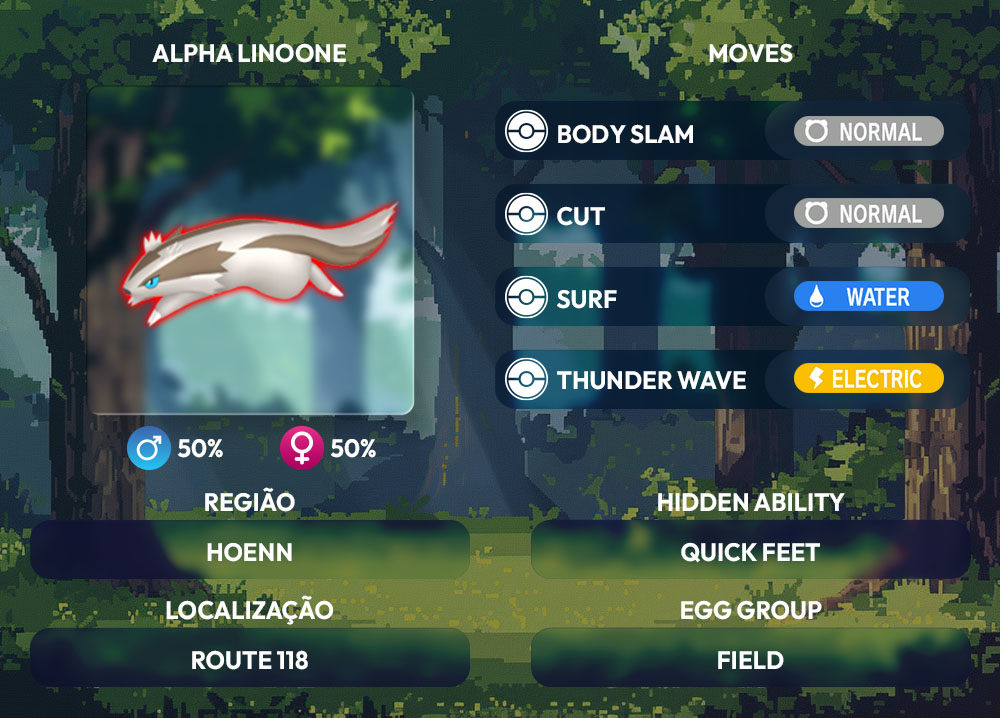 ALPHA LINOONE
MOVES
BODY SLAM
NORMAL
CUT
NORMAL
SURF
WATER
THUNDER WAVE
ELECTRIC
50%
50%
REGIÃO
HOENN
HIDDEN ABILITY
QUICK FEET
LOCALIZAÇÃO
ROUTE 118
EGG GROUP
FIELD